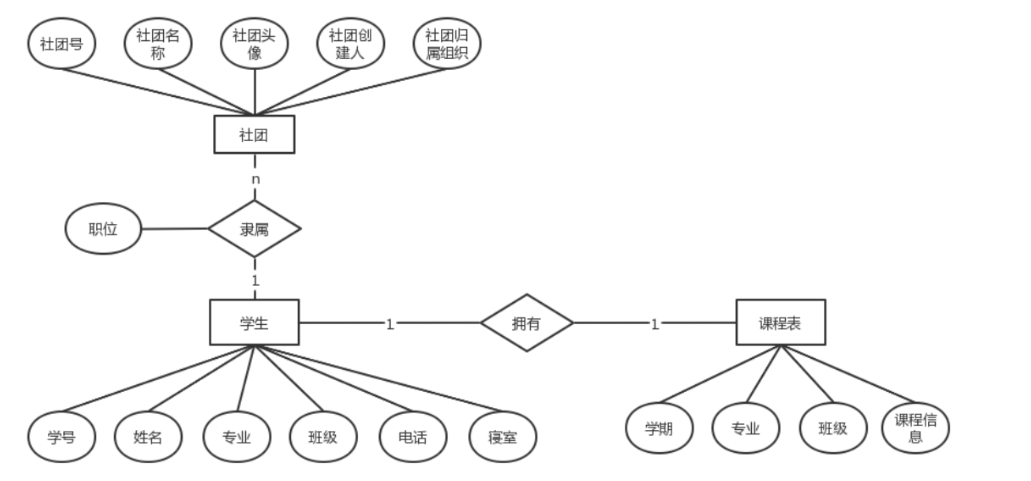 社团号
社团名
称
社团头
像
社团创
建人
社团归
属组织
社团
n
职位
隶属
1
学生
1
拥有
1
课程表
学号
姓名
专业
班级
电话
寝室
学期
专业
班级
课程信
息